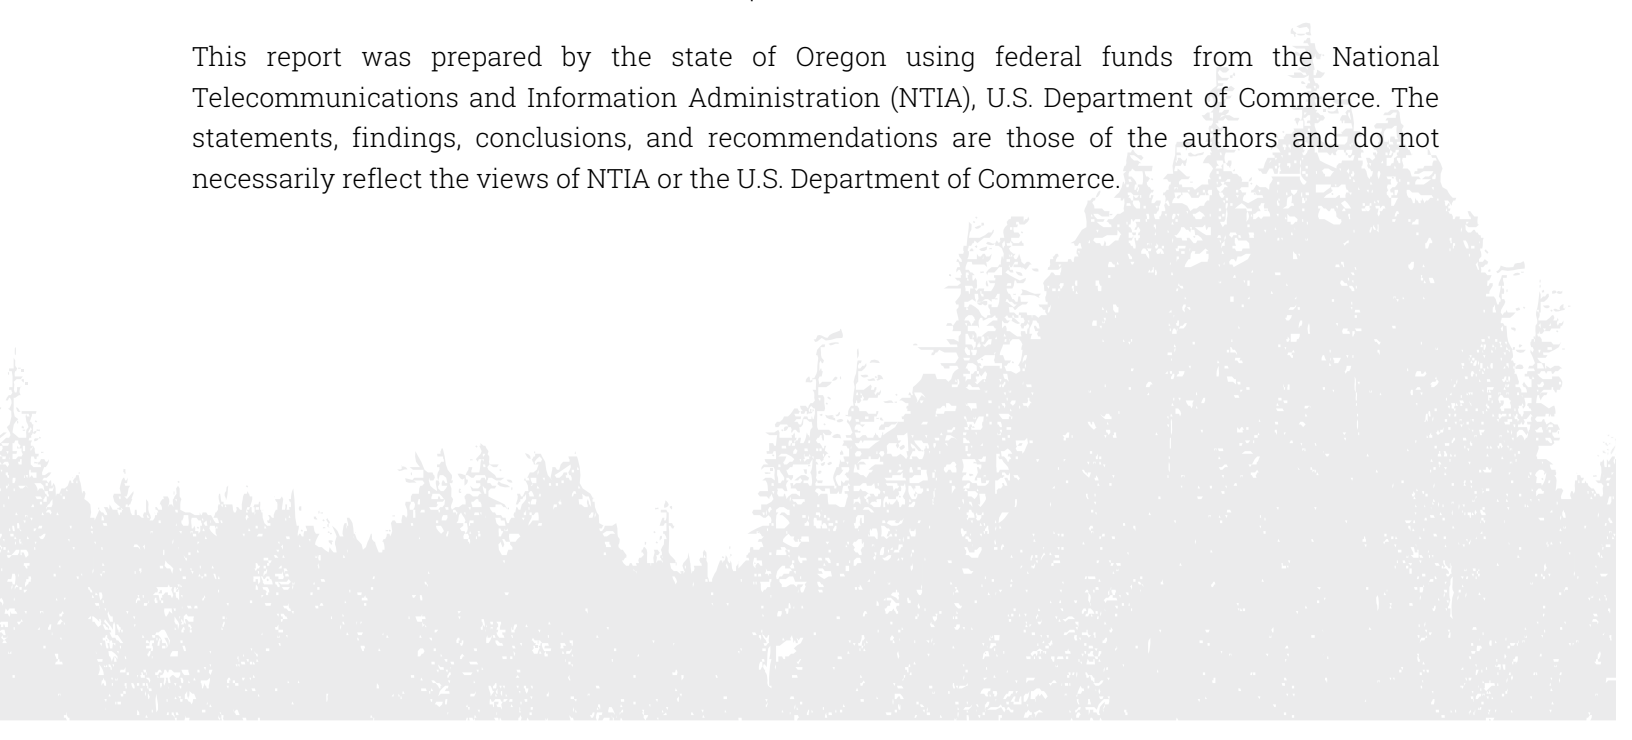 This report was prepared by the state of Oregon using federal funds from the National
Telecommunications and Information Administration (NTIA), U.S. Department of Commerce. The
statements, findings, conclusions, and recommendations are those of the authors and do not
necessarily reflect the views of NTIA or the U.S. Department of Commerce.